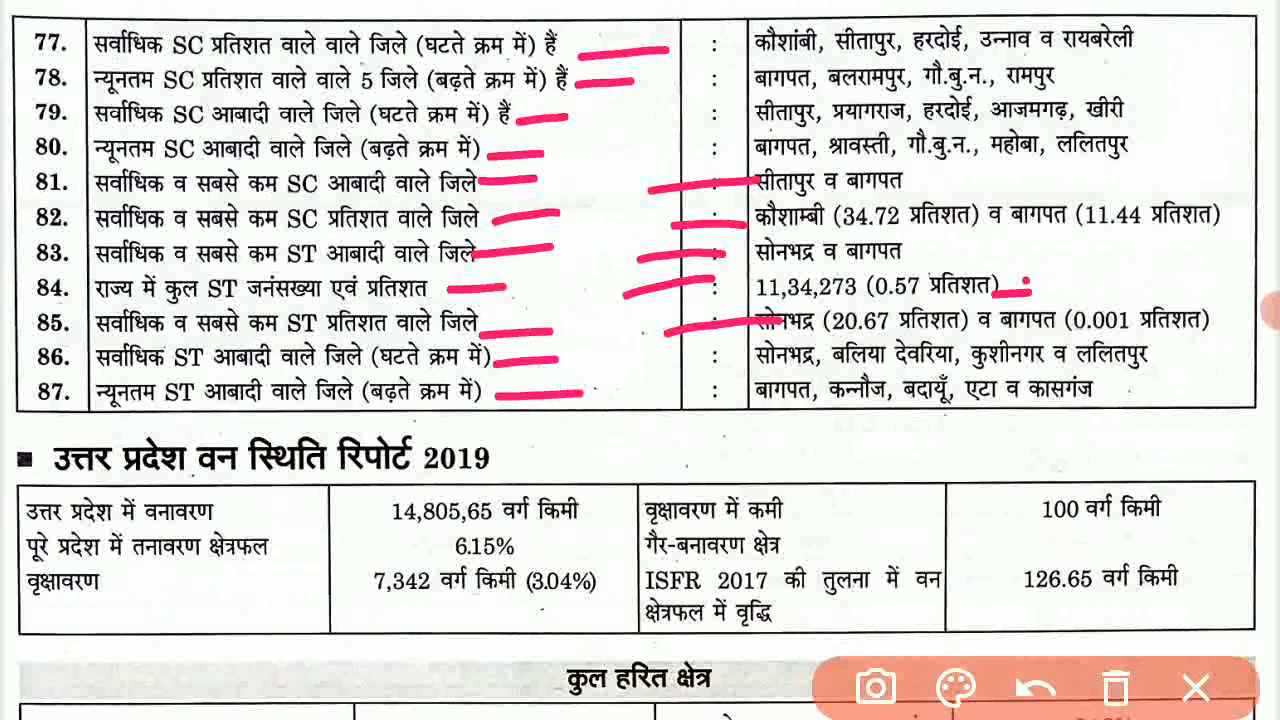 77. सर्वाधिक SC प्रतिशत वाले वाले जिले (घटते क्रम में) हैं : कौशांबी, सीतापुर, हरदोई, उन्नाव व रायबरेली
78. न्यूनतम SC प्रतिशत वाले वाले 5 जिले (बढ़ते क्रम में) हैं : बागपत, बलरामपुर, गौ.बु.न., रामपुर
79. सर्वाधिक SC आबादी वाले जिले (घटते क्रम में) हैं : सीतापुर, प्रयागराज, हरदोई, आजमगढ़, खीरी
80. न्यूनतम SC आबादी वाले जिले (बढ़ते क्रम में) : बागपत, श्रावस्ती, गौ.बु.न., महोबा, ललितपुर
81. सर्वाधिक व सबसे कम SC आबादी वाले जिले : सीतापुर व बागपत
82. सर्वाधिक व सबसे कम SC प्रतिशत वाले जिले : कौशाम्बी (34.72 प्रतिशत) व बागपत (11.44 प्रतिशत)
83. सर्वाधिक व सबसे कम ST आबादी वाले जिले : सोनभद्र व बागपत
84. राज्य में कुल ST जनंसख्या एवं प्रतिशत : 11,34,273 (0.57 प्रतिशत)
85. सर्वाधिक व सबसे कम ST प्रतिशत वाले जिले : सोनभद्र (20.67 प्रतिशत) व बागपत (0.001 प्रतिशत)
86. सर्वाधिक ST आबादी वाले जिले (घटते क्रम में) : सोनभद्र, बलिया देवरिया, कुशीनगर व ललितपुर
87. न्यूनतम ST आबादी वाले जिले (बढ़ते क्रम में) : बागपत, कन्नौज, बदायूँ, एटा व कासगंज
■ उत्तर प्रदेश वन स्थिति रिपोर्ट 2019
उत्तर प्रदेश में वनावरण 14,805,65 वर्ग किमी वृक्षावरण में कमी 100 वर्ग किमी
पूरे प्रदेश में तनावरण क्षेत्रफल 6.15% गैर-बनावरण क्षेत्र
वृक्षावरण 7,342 वर्ग किमी (3.04%) ISFR 2017 की तुलना में वन 126.65 वर्ग किमी
क्षेत्रफल में वृद्धि
कुल हरित क्षेत्र